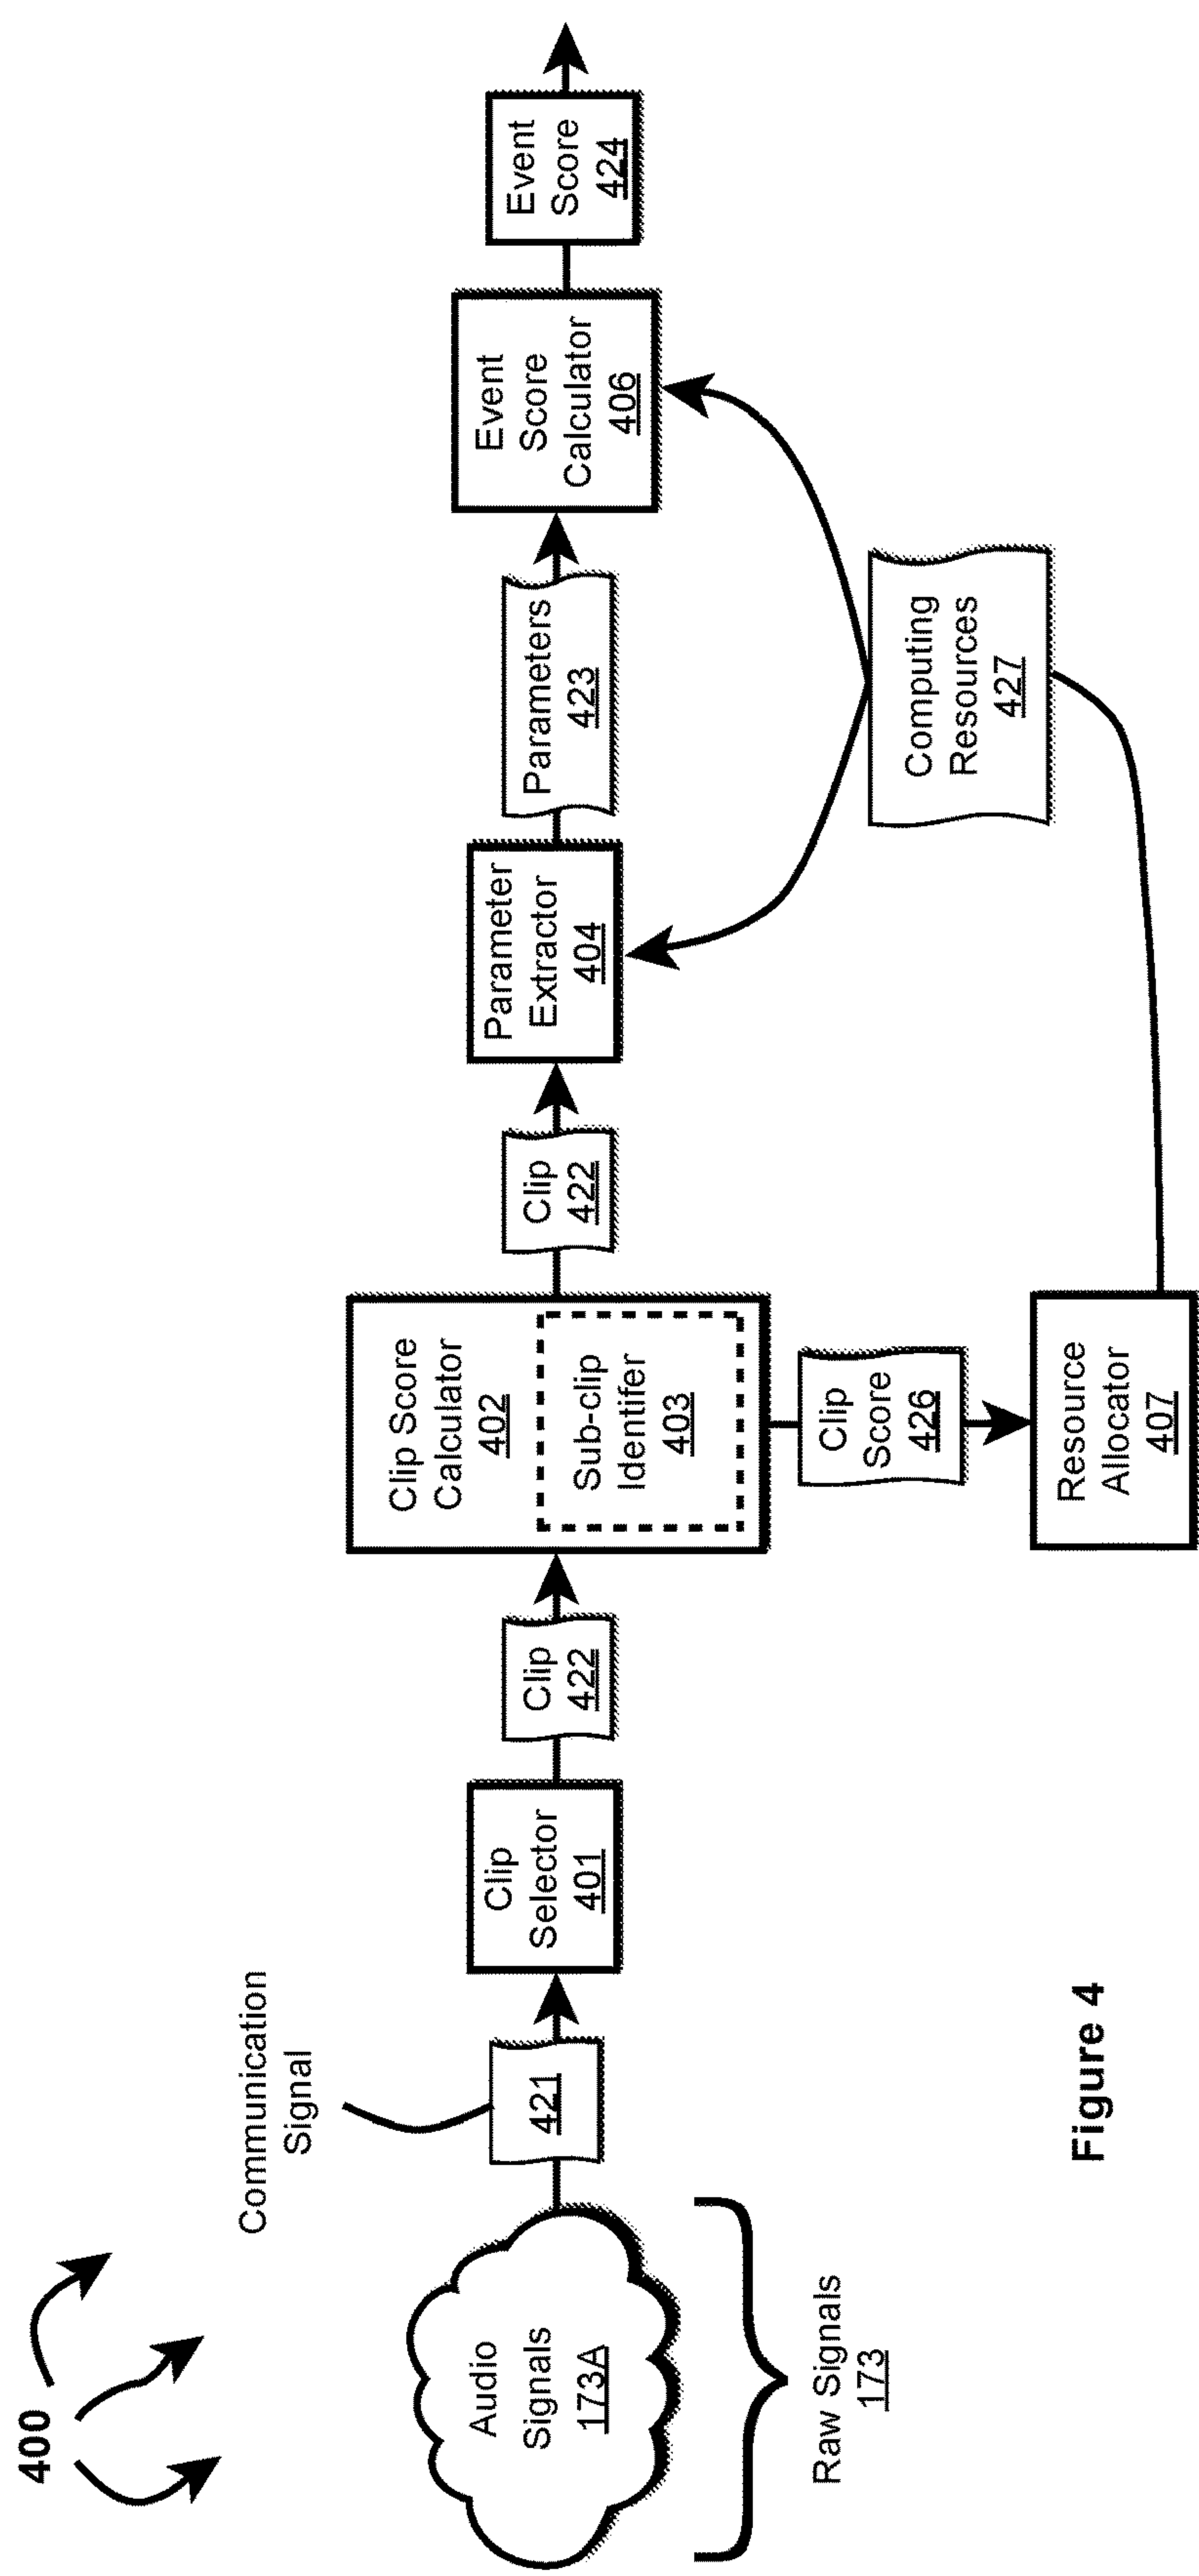 400
Communication
Signal
Audio
Signals
173A
Raw Signals
173
421
Clip
Selector
401
Clip
422
Clip Score
Calculator
402
Sub-clip
Identifer
403
Clip
Score
426
Resource
Allocator
407
Clip
422
Parameter
Extractor
404
Parameters
423
Computing
Resources
427
Event
Score
Calculator
406
Event
Score
424
Figure 4